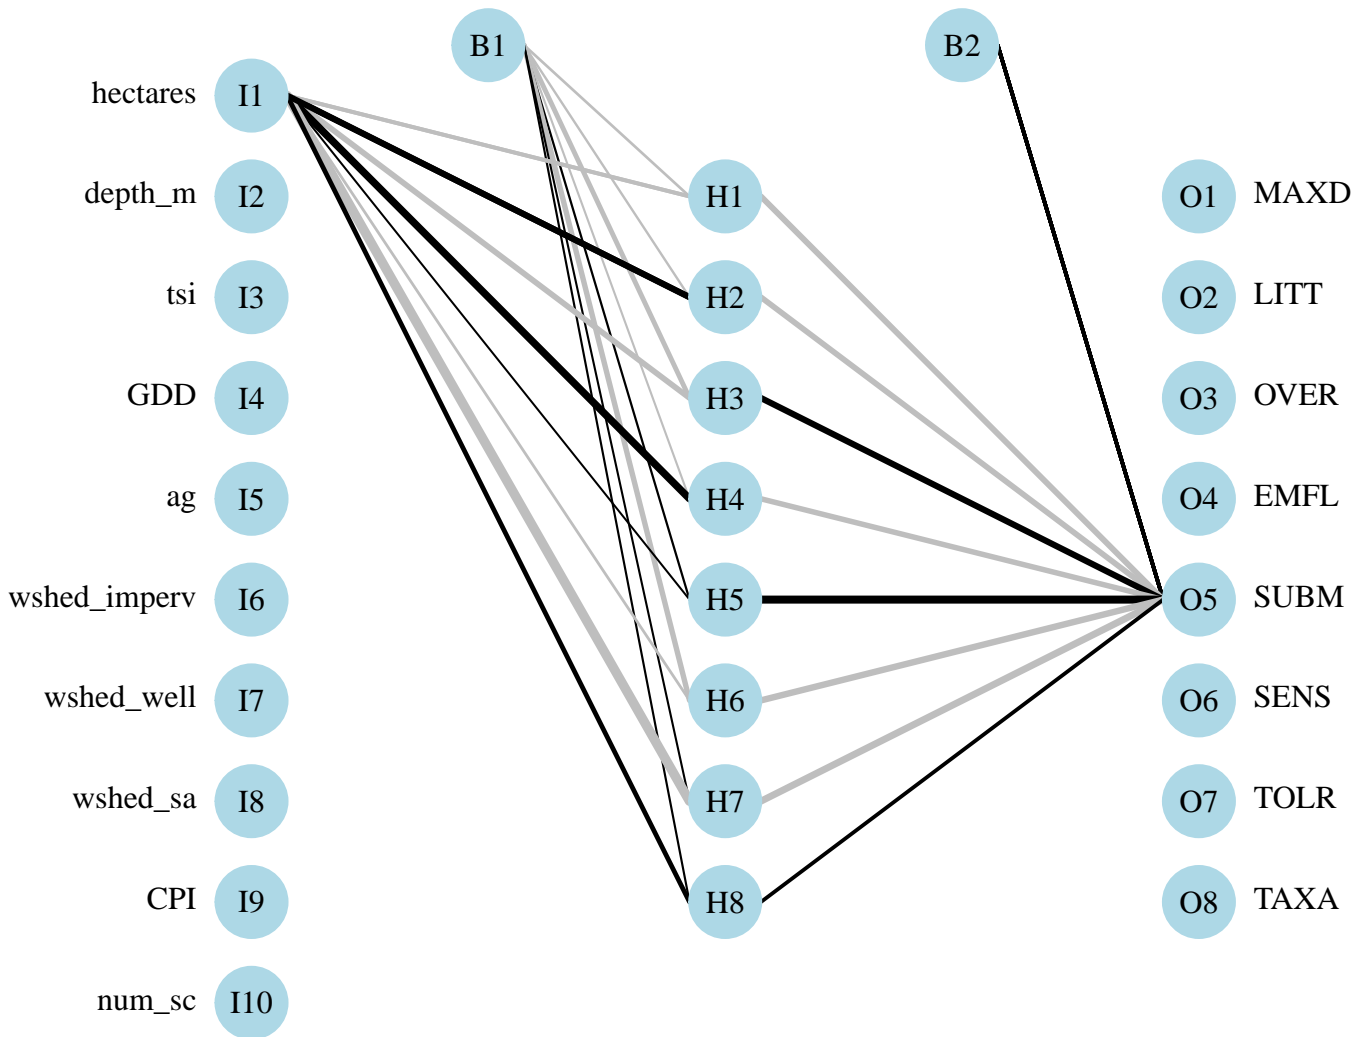 B1
B2
hectares I1
depth_m I2 H1 O1 MAXD
tsi I3 H2 O2 LITT
GDD I4 H3 O3 OVER
ag I5 H4 O4 EMFL
wshed_imperv I6 H5 O5 SUBM
wshed_well I7 H6 O6 SENS
wshed_sa I8 H7 O7 TOLR
CPI I9 H8 O8 TAXA
num_sc I10